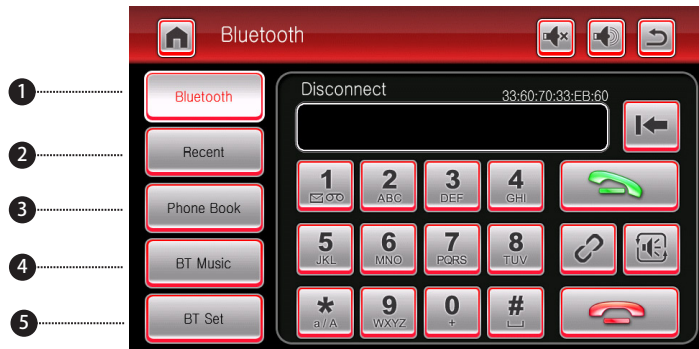 Bluetooth
1
Bluetooth
Disconnect
33:60:70:33:EB:60
2
Recent
1
2 ABC
3 DEF
4 GHI
3
Phone Book
4
BT Music
5 JKL
6 MNO
7 PQRS
8 TUV
5
BT Set
* a/A
9 WXYZ
0 +
#